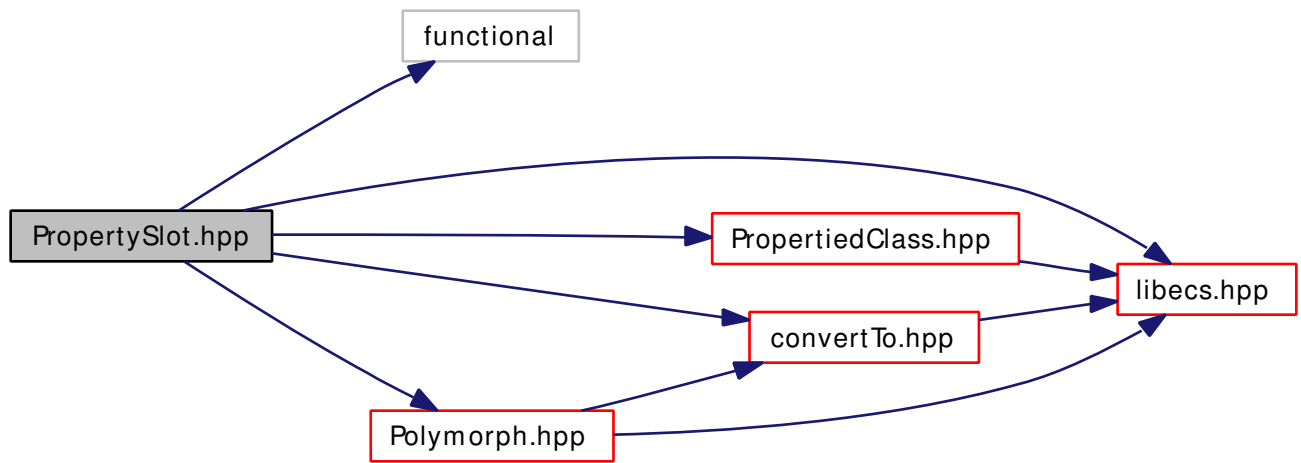 functional
PropertySlot.hpp
PropertiedClass.hpp
libecs.hpp
convertTo.hpp
Polymorph.hpp